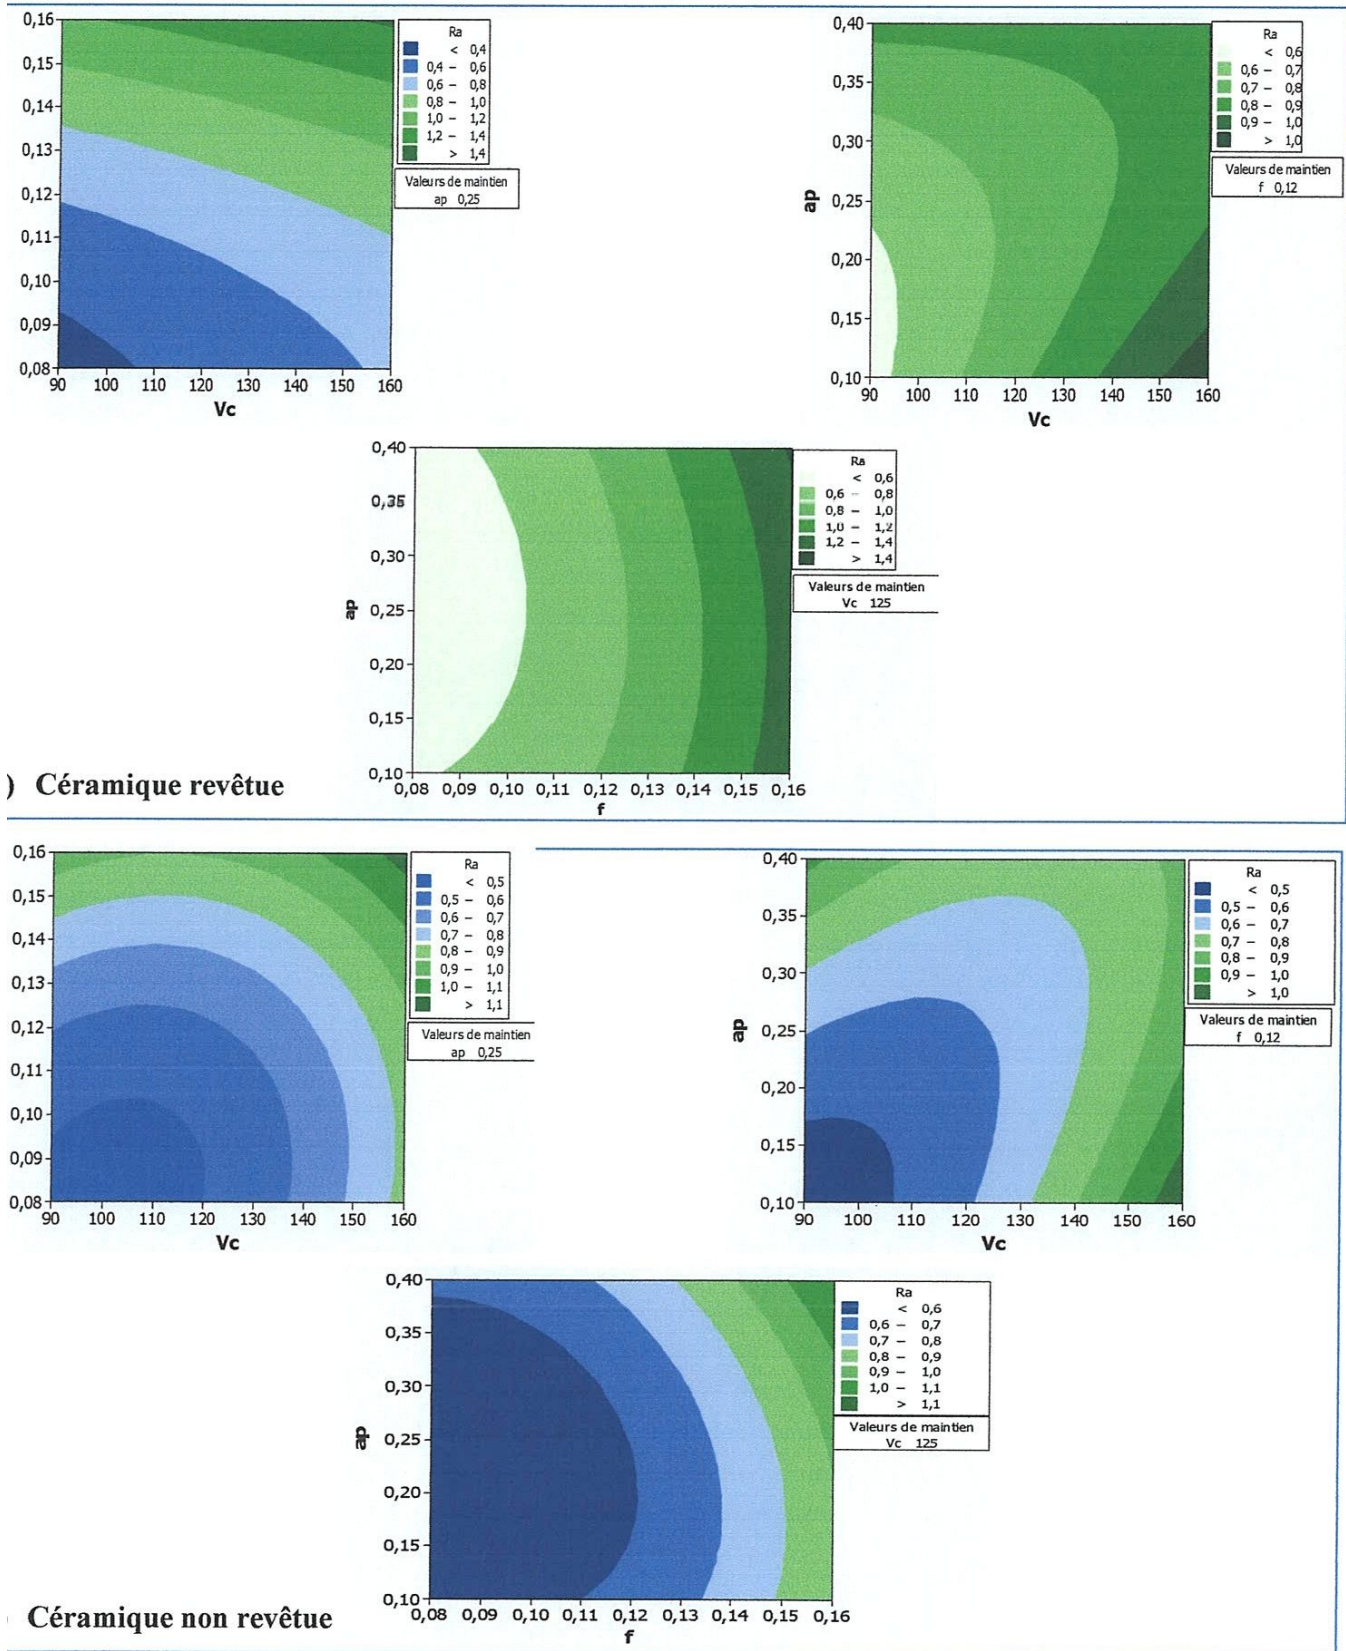 0,16
0,15
0,14
0,13
0,12
0,11
0,10
0,09
0,08
90 100 110 120 130 140 150 160
Vc
Ra
< 0,4
0,4 – 0,6
0,6 – 0,8
0,8 – 1,0
1,0 – 1,2
1,2 – 1,4
> 1,4
Valeurs de maintien
ap 0,25
0,40
0,35
0,30
0,25
0,20
0,15
0,10
ap
90 100 110 120 130 140 150 160
Vc
Ra
< 0,6
0,6 – 0,7
0,7 – 0,8
0,8 – 0,9
0,9 – 1,0
> 1,0
Valeurs de maintien
f 0,12
0,40
0,35
0,30
0,25
0,20
0,15
0,10
ap
0,08 0,09 0,10 0,11 0,12 0,13 0,14 0,15 0,16
f
Ra
< 0,6
0,6 – 0,8
0,8 – 1,0
1,0 – 1,2
1,2 – 1,4
> 1,4
Valeurs de maintien
Vc 125
) Céramique revêtue
0,16
0,15
0,14
0,13
0,12
0,11
0,10
0,09
0,08
90 100 110 120 130 140 150 160
Vc
Ra
< 0,5
0,5 – 0,6
0,6 – 0,7
0,7 – 0,8
0,8 – 0,9
0,9 – 1,0
1,0 – 1,1
> 1,1
Valeurs de maintien
ap 0,25
0,40
0,35
0,30
0,25
0,20
0,15
0,10
ap
90 100 110 120 130 140 150 160
Vc
Ra
< 0,5
0,5 – 0,6
0,6 – 0,7
0,7 – 0,8
0,8 – 0,9
0,9 – 1,0
> 1,0
Valeurs de maintien
f 0,12
0,40
0,35
0,30
0,25
0,20
0,15
0,10
ap
0,08 0,09 0,10 0,11 0,12 0,13 0,14 0,15 0,16
f
Ra
< 0,6
0,6 – 0,7
0,7 – 0,8
0,8 – 0,9
0,9 – 1,0
1,0 – 1,1
> 1,1
Valeurs de maintien
Vc 125
Céramique non revêtue